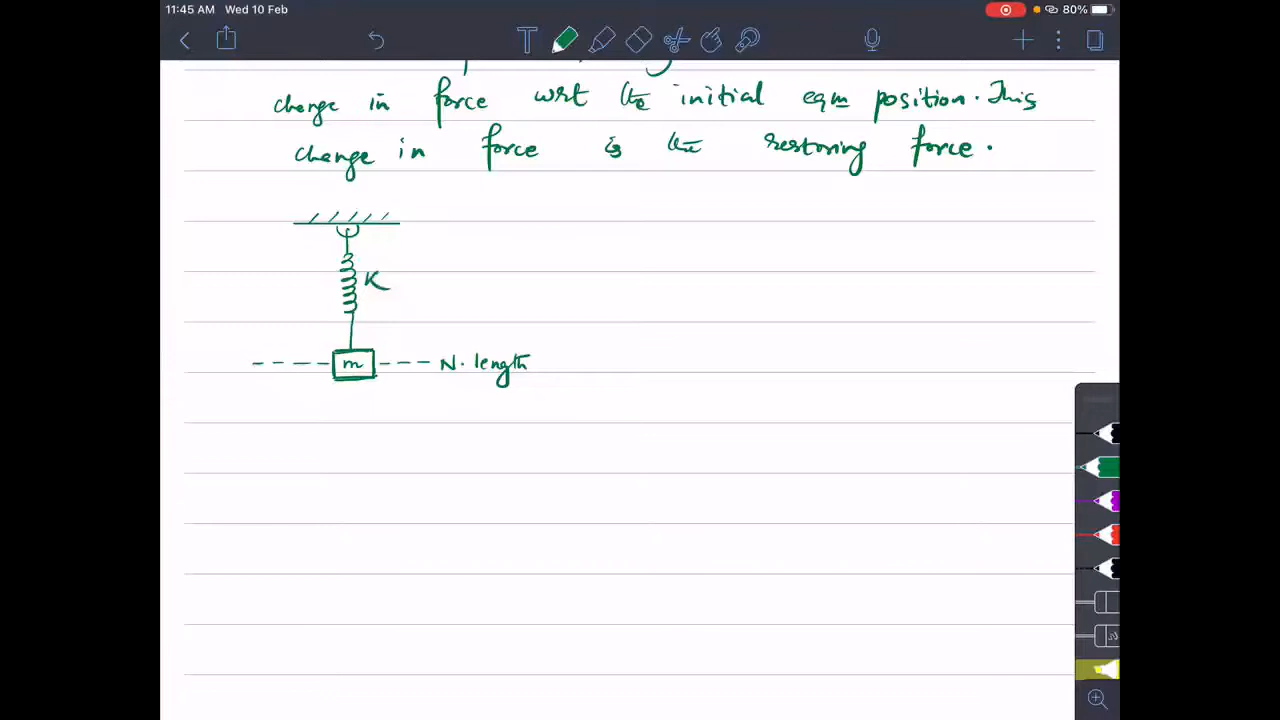 11:45 AM Wed 10 Feb
80%
T
change in force wrt the initial eqm position. This
change in force is the restoring force.
K
m
N. length